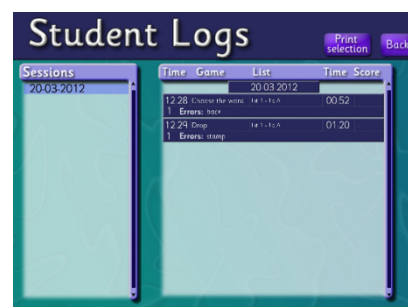 Student Logs
Print selection
Back
Sessions
20-03-2012
Time Game List Time Score
20 03 2012
12.28 Choose the word 00.52
1 Errors: back
12.29 Drop 01.20
1 Errors: stamp